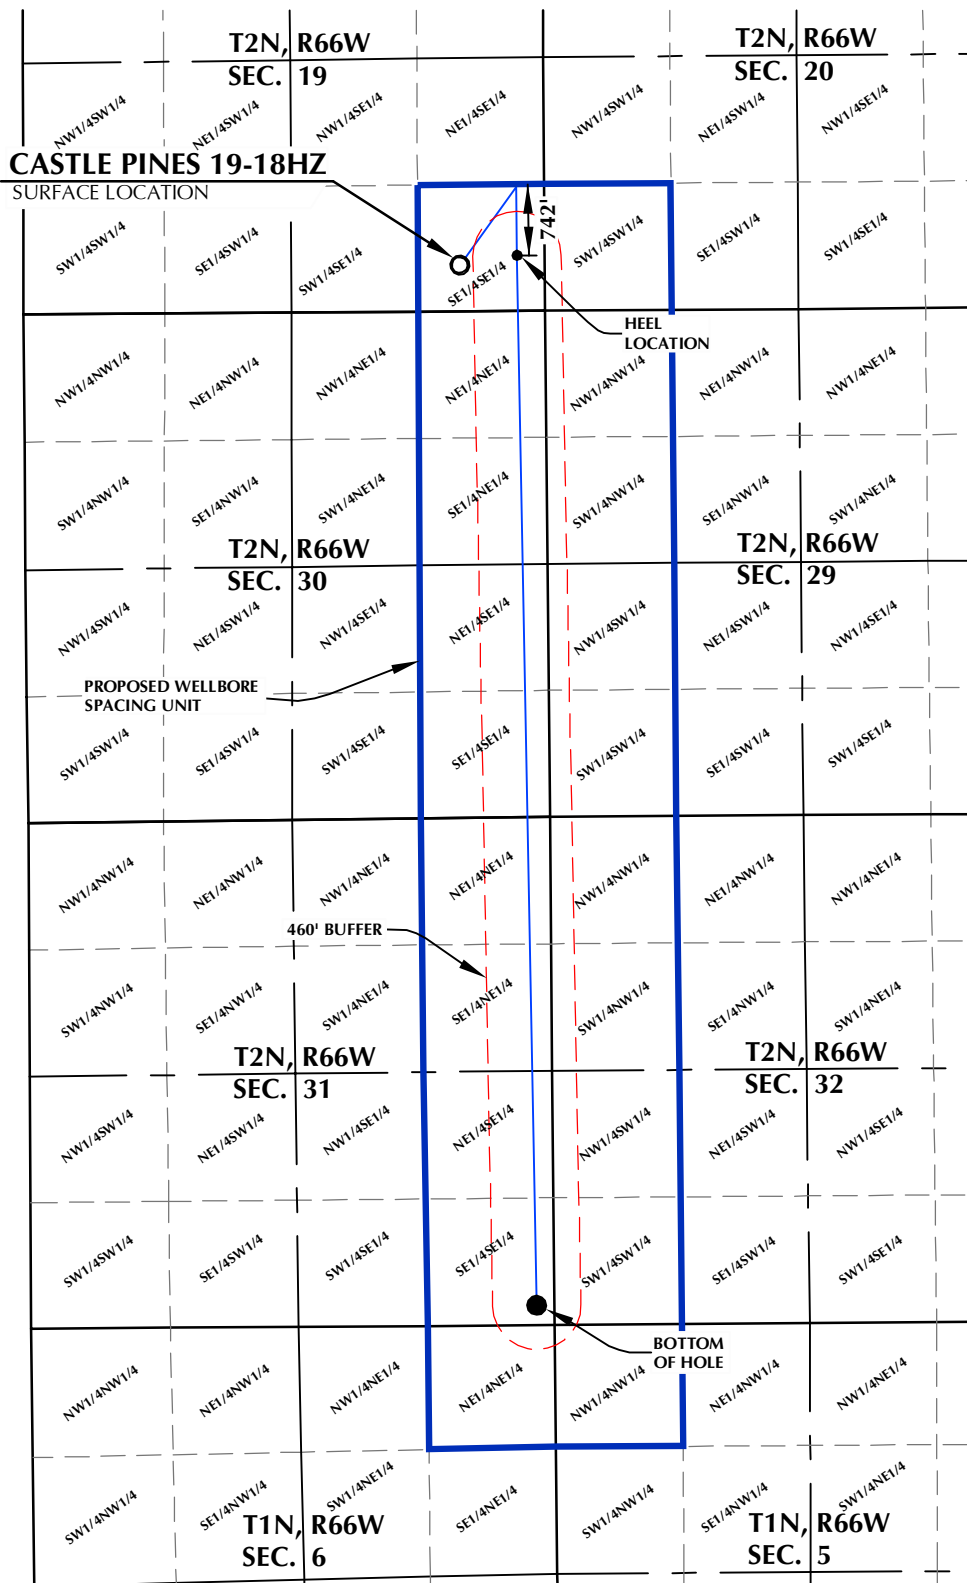 T2N, R66W
SEC. 19
T2N, R66W
SEC. 20
NW1/4SW1/4
NE1/4SW1/4
NW1/4SE1/4
NE1/4SE1/4
NW1/4SW1/4
NE1/4SW1/4
NW1/4SE1/4
CASTLE PINES 19-18HZ
SURFACE LOCATION
742'
SW1/4SW1/4
SE1/4SW1/4
SW1/4SE1/4
SE1/4SE1/4
SW1/4SW1/4
SE1/4SW1/4
SW1/4SE1/4
HEEL
LOCATION
NW1/4NW1/4
NE1/4NW1/4
NW1/4NE1/4
NE1/4NE1/4
NW1/4NW1/4
NE1/4NW1/4
NW1/4NE1/4
SW1/4NW1/4
SE1/4NW1/4
SW1/4NE1/4
SE1/4NE1/4
SW1/4NW1/4
SE1/4NW1/4
SW1/4NE1/4
T2N, R66W
SEC. 30
T2N, R66W
SEC. 29
NW1/4SW1/4
NE1/4SW1/4
NW1/4SE1/4
NE1/4SE1/4
NW1/4SW1/4
NE1/4SW1/4
NW1/4SE1/4
PROPOSED WELLBORE
SPACING UNIT
SW1/4SW1/4
SE1/4SW1/4
SW1/4SE1/4
SE1/4SE1/4
SW1/4SW1/4
SE1/4SW1/4
SW1/4SE1/4
NW1/4NW1/4
NE1/4NW1/4
NW1/4NE1/4
NE1/4NE1/4
NW1/4NW1/4
NE1/4NW1/4
NW1/4NE1/4
460' BUFFER
SW1/4NW1/4
SE1/4NW1/4
SW1/4NE1/4
SE1/4NE1/4
SW1/4NW1/4
SE1/4NW1/4
SW1/4NE1/4
T2N, R66W
SEC. 31
T2N, R66W
SEC. 32
NW1/4SW1/4
NE1/4SW1/4
NW1/4SE1/4
NE1/4SE1/4
NW1/4SW1/4
NE1/4SW1/4
NW1/4SE1/4
SW1/4SW1/4
SE1/4SW1/4
SW1/4SE1/4
SE1/4SE1/4
SW1/4SW1/4
SE1/4SW1/4
SW1/4SE1/4
BOTTOM
OF HOLE
NW1/4NW1/4
NE1/4NW1/4
NW1/4NE1/4
NE1/4NE1/4
NW1/4NW1/4
NE1/4NW1/4
NW1/4NE1/4
SW1/4NW1/4
SE1/4NW1/4
SW1/4NE1/4
SE1/4NE1/4
SW1/4NW1/4
SE1/4NW1/4
SW1/4NE1/4
T1N, R66W
SEC. 6
T1N, R66W
SEC. 5